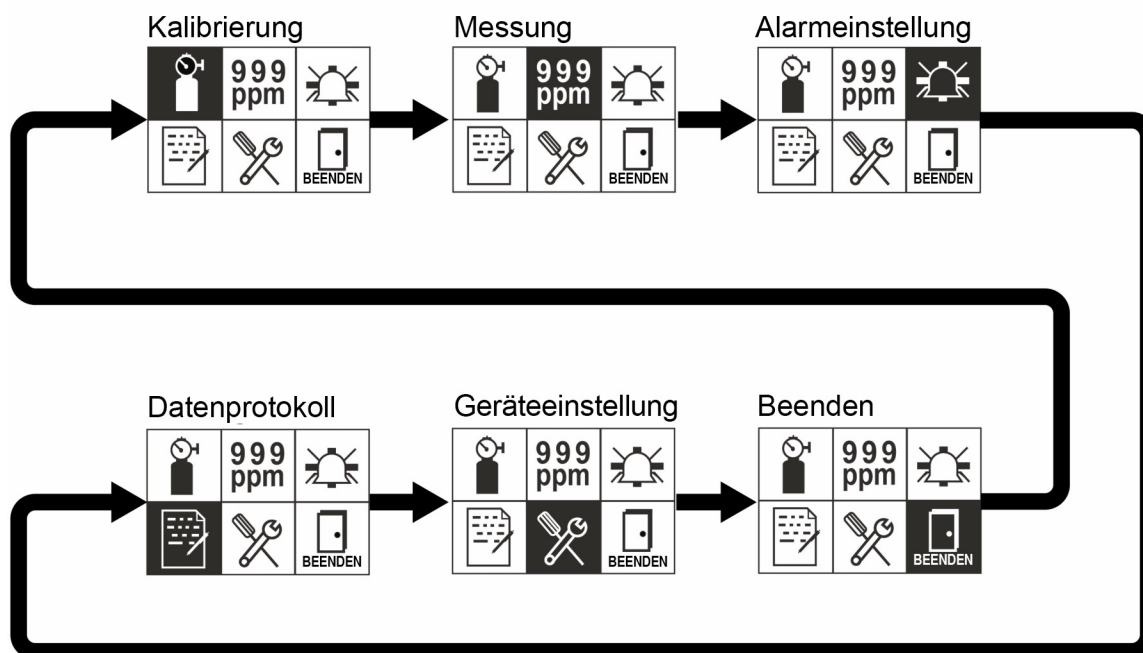 Kalibrierung
999
ppm
BEENDEN
Messung
999
ppm
BEENDEN
Alarmeinstellung
999
ppm
BEENDEN
Datenprotokoll
999
ppm
BEENDEN
Geräteeinstellung
999
ppm
BEENDEN
Beenden
999
ppm
BEENDEN